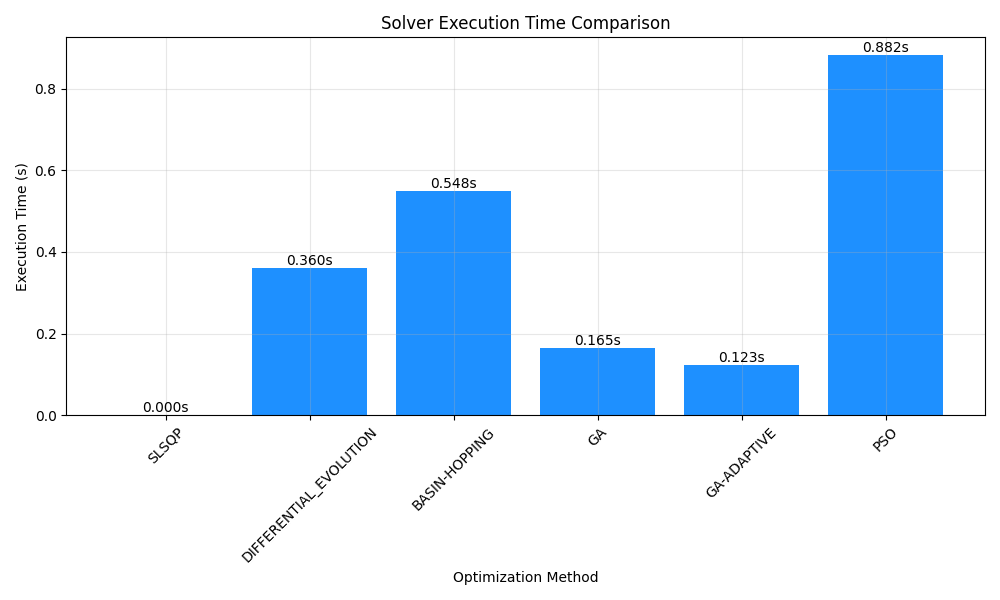 Solver Execution Time Comparison
Execution Time (s)
0.8
0.6
0.4
0.2
0.0
0.000s
0.360s
0.548s
0.165s
0.123s
0.882s
SLSQP
DIFFERENTIAL_EVOLUTION
BASIN-HOPPING
GA
GA-ADAPTIVE
PSO
Optimization Method